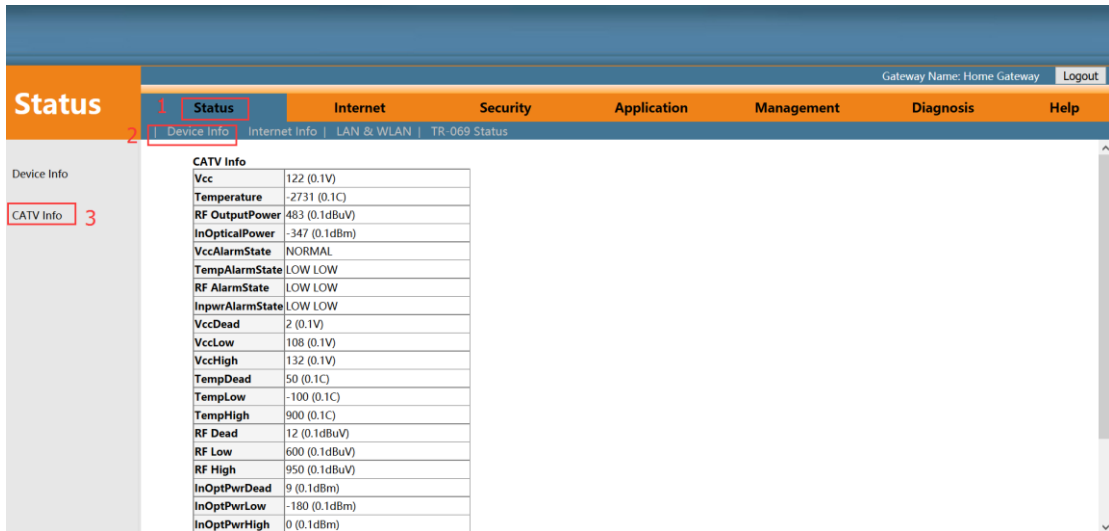 Gateway Name: Home Gateway Logout
Status
1 Status Internet Security Application Management Diagnosis Help
2 | Device Info Internet Info | LAN & WLAN | TR-069 Status
Device Info
CATV Info 3
CATV Info
Vcc 122 (0.1V)
Temperature -2731 (0.1C)
RF OutputPower 483 (0.1dBuV)
InOpticalPower -347 (0.1dBm)
VccAlarmState NORMAL
TempAlarmState LOW LOW
RF AlarmState LOW LOW
InpwrAlarmState LOW LOW
VccDead 2 (0.1V)
VccLow 108 (0.1V)
VccHigh 132 (0.1V)
TempDead 50 (0.1C)
TempLow -100 (0.1C)
TempHigh 900 (0.1C)
RF Dead 12 (0.1dBuV)
RF Low 600 (0.1dBuV)
RF High 950 (0.1dBuV)
InOptPwrDead 9 (0.1dBm)
InOptPwrLow -180 (0.1dBm)
InOptPwrHigh 0 (0.1dBm)